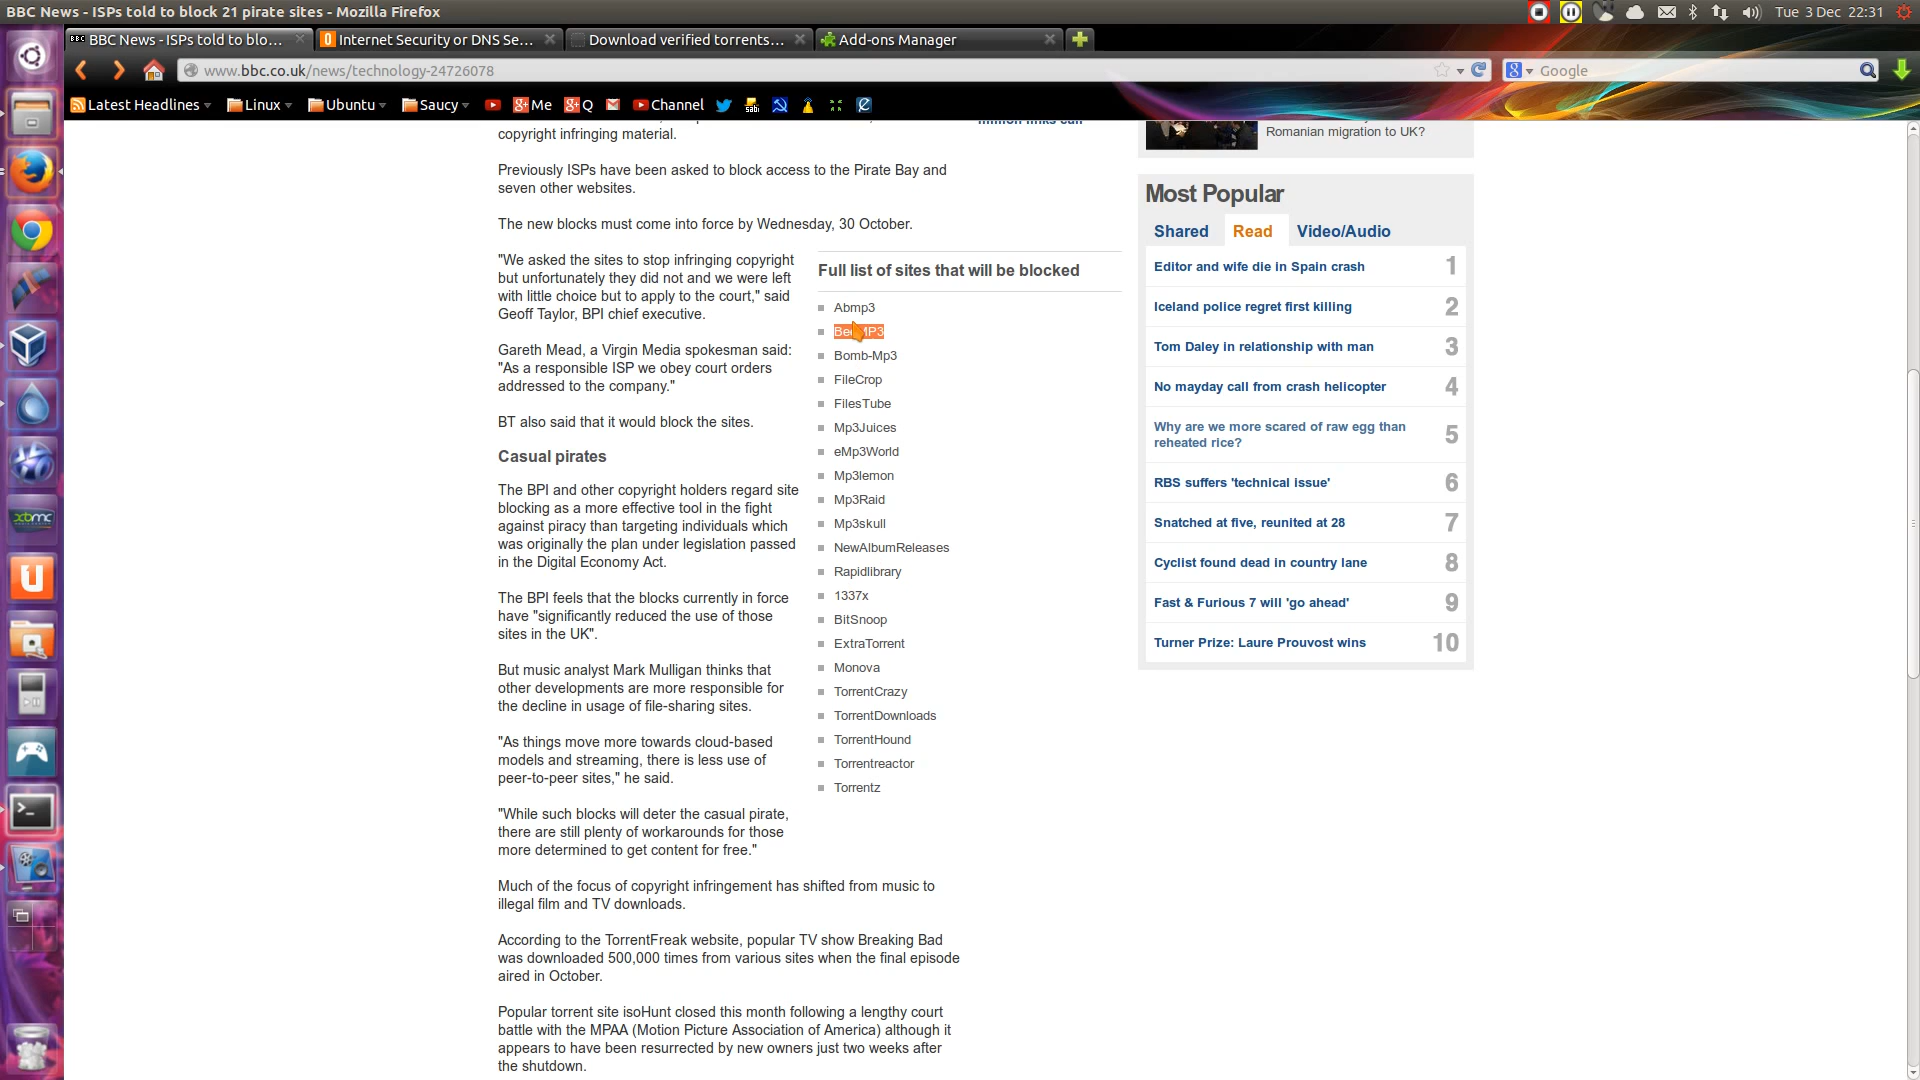 BBC News - ISPs told to block 21 pirate sites - Mozilla Firefox
Tue 3 Dec 22:31
BBC News - ISPs told to blo...
Internet Security or DNS Se...
Download verified torrents...
Add-ons Manager
www.bbc.co.uk/news/technology-24726078
Google
Latest Headlines
Linux
Ubuntu
Saucy
Me
Q
Channel
copyright infringing material.
Previously ISPs have been asked to block access to the Pirate Bay and
seven other websites.
The new blocks must come into force by Wednesday, 30 October.
"We asked the sites to stop infringing copyright
but unfortunately they did not and we were left
with little choice but to apply to the court," said
Geoff Taylor, BPI chief executive.
Gareth Mead, a Virgin Media spokesman said:
"As a responsible ISP we obey court orders
addressed to the company."
BT also said that it would block the sites.
Casual pirates
The BPI and other copyright holders regard site
blocking as a more effective tool in the fight
against piracy than targeting individuals which
was originally the plan under legislation passed
in the Digital Economy Act.
The BPI feels that the blocks currently in force
have "significantly reduced the use of those
sites in the UK".
But music analyst Mark Mulligan thinks that
other developments are more responsible for
the decline in usage of file-sharing sites.
"As things move more towards cloud-based
models and streaming, there is less use of
peer-to-peer sites," he said.
"While such blocks will deter the casual pirate,
there are still plenty of workarounds for those
more determined to get content for free."
Much of the focus of copyright infringement has shifted from music to
illegal film and TV downloads.
According to the TorrentFreak website, popular TV show Breaking Bad
was downloaded 500,000 times from various sites when the final episode
aired in October.
Popular torrent site isoHunt closed this month following a lengthy court
battle with the MPAA (Motion Picture Association of America) although it
appears to have been resurrected by new owners just two weeks after
the shutdown.
Full list of sites that will be blocked
Abmp3
BeeMP3
Bomb-Mp3
FileCrop
FilesTube
Mp3Juices
eMp3World
Mp3lemon
Mp3Raid
Mp3skull
NewAlbumReleases
Rapidlibrary
1337x
BitSnoop
ExtraTorrent
Monova
TorrentCrazy
TorrentDownloads
TorrentHound
Torrentreactor
Torrentz
Romanian migration to UK?
Most Popular
Shared
Read
Video/Audio
Editor and wife die in Spain crash 1
Iceland police regret first killing 2
Tom Daley in relationship with man 3
No mayday call from crash helicopter 4
Why are we more scared of raw egg than
reheated rice? 5
RBS suffers 'technical issue' 6
Snatched at five, reunited at 28 7
Cyclist found dead in country lane 8
Fast & Furious 7 will 'go ahead' 9
Turner Prize: Laure Prouvost wins 10
xbmc